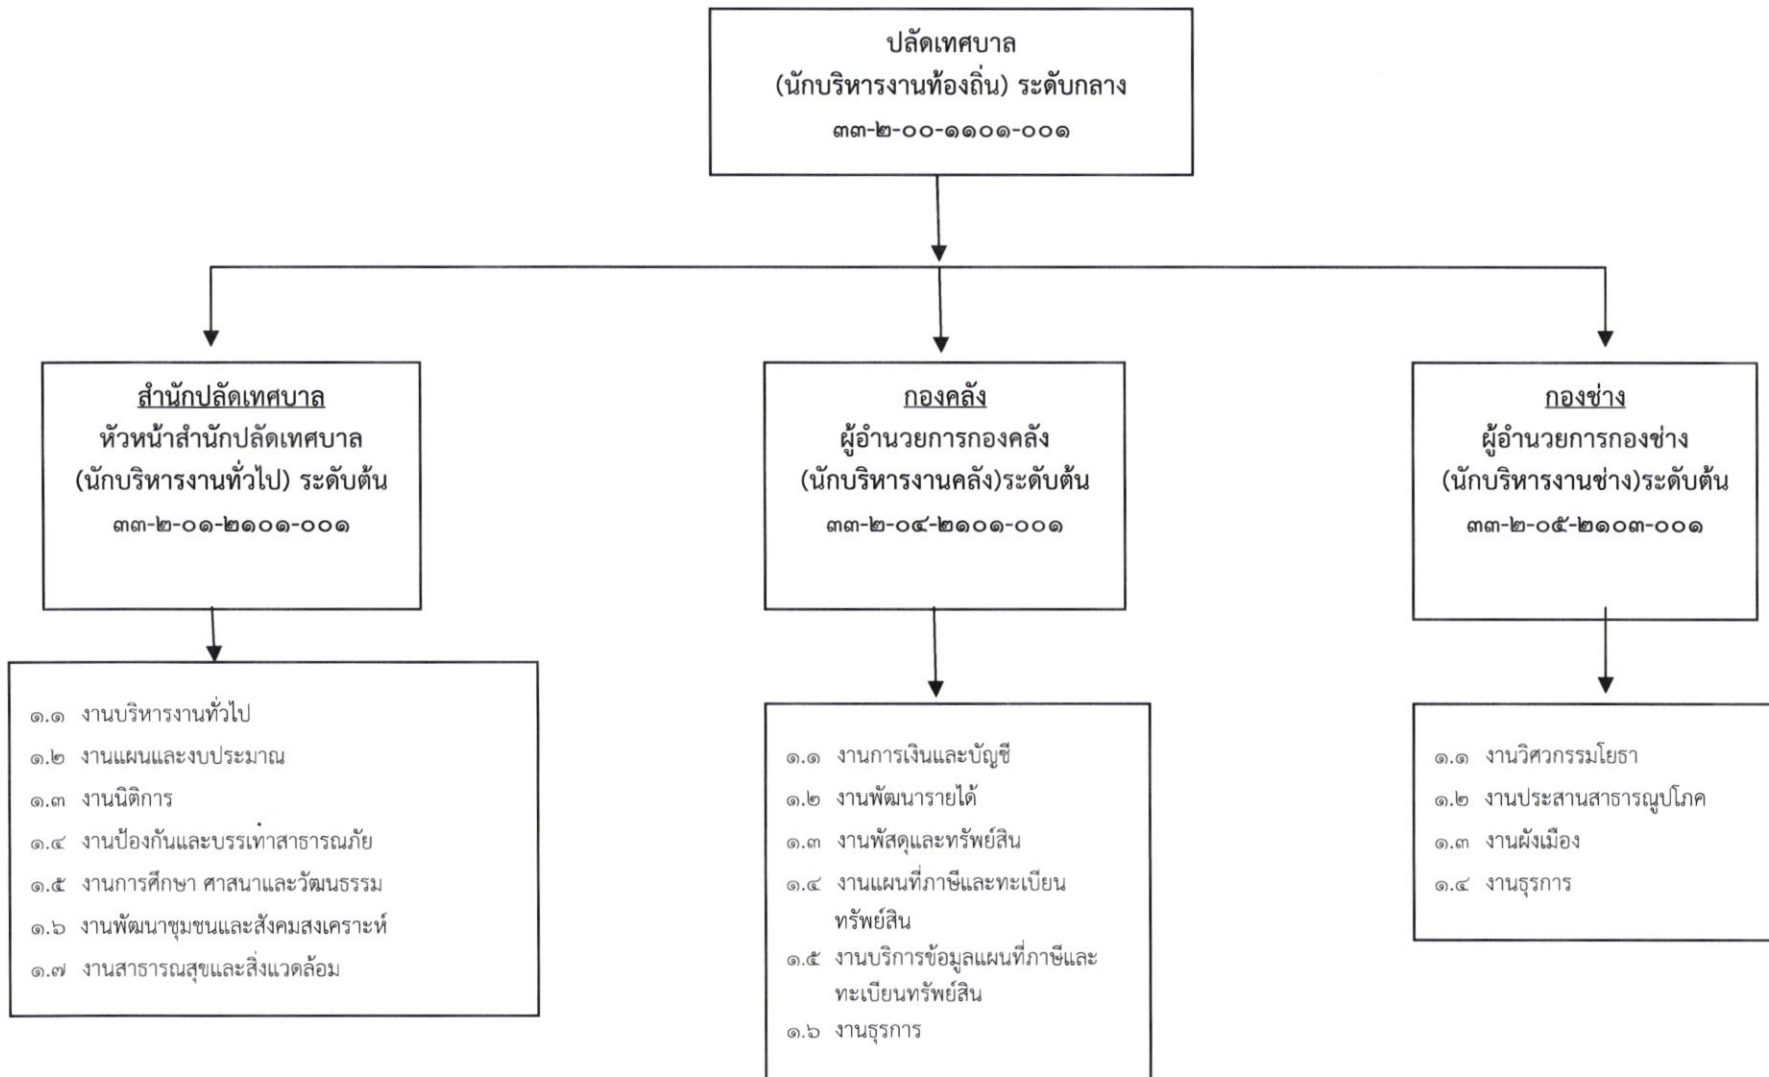 ปลัดเทศบาล
(นักบริหารงานท้องถิ่น) ระดับกลาง
๓๓-๒-๐๐-๑๑๐๑-๐๐๑
สำนักปลัดเทศบาล
หัวหน้าสำนักปลัดเทศบาล
(นักบริหารงานทั่วไป) ระดับต้น
๓๓-๒-๐๑-๒๑๐๑-๐๐๑
กองคลัง
ผู้อำนวยการกองคลัง
(นักบริหารงานคลัง)ระดับต้น
๓๓-๒-๐๔-๒๑๐๑-๐๐๑
กองช่าง
ผู้อำนวยการกองช่าง
(นักบริหารงานช่าง)ระดับต้น
๓๓-๒-๐๕-๒๑๐๓-๐๐๑
๑.๑ งานบริหารงานทั่วไป
๑.๒ งานแผนและงบประมาณ
๑.๓ งานนิติการ
๑.๔ งานป้องกันและบรรเทำสาธารณภัย
๑.๕ งานการศึกษา ศาสนาและวัฒนธรรม
๑.๖ งานพัฒนาชุมชนและสังคมสงเคราะห์
๑.๗ งานสาธารณสุขและสิ่งแวดล้อม
๑.๑ งานการเงินและบัญชี
๑.๒ งานพัฒนารายได้
๑.๓ งานพัสดุและทรัพย์สิน
๑.๔ งานแผนที่ภาษีและทะเบียน
ทรัพย์สิน
๑.๕ งานบริการข้อมูลแผนที่ภาษีและ
ทะเบียนทรัพย์สิน
๑.๖ งานธุรการ
๑.๑ งานวิศวกรรมโยธา
๑.๒ งานประสานสาธารณูปโภค
๑.๓ งานผังเมือง
๑.๔ งานธุรการ